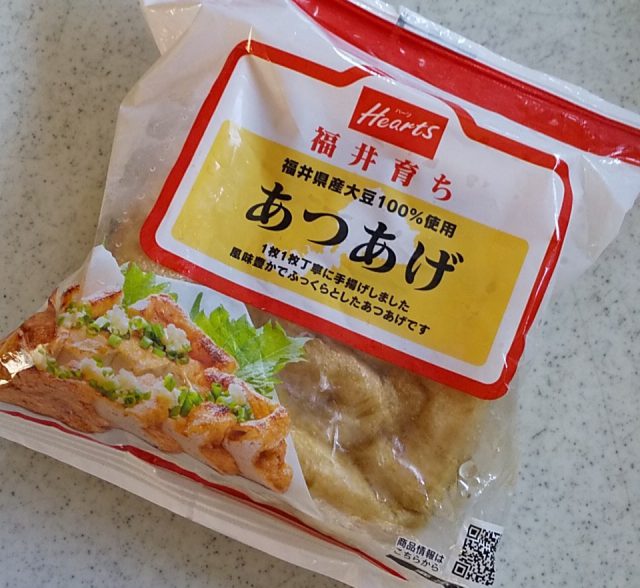 ハーツ
Hearts
福井育ち
福井県産大豆100%使用
あつあげ
1枚1枚丁寧に手揚げしました
風味豊かでふっくらとしたあつあげです
商品情報は
こちらから